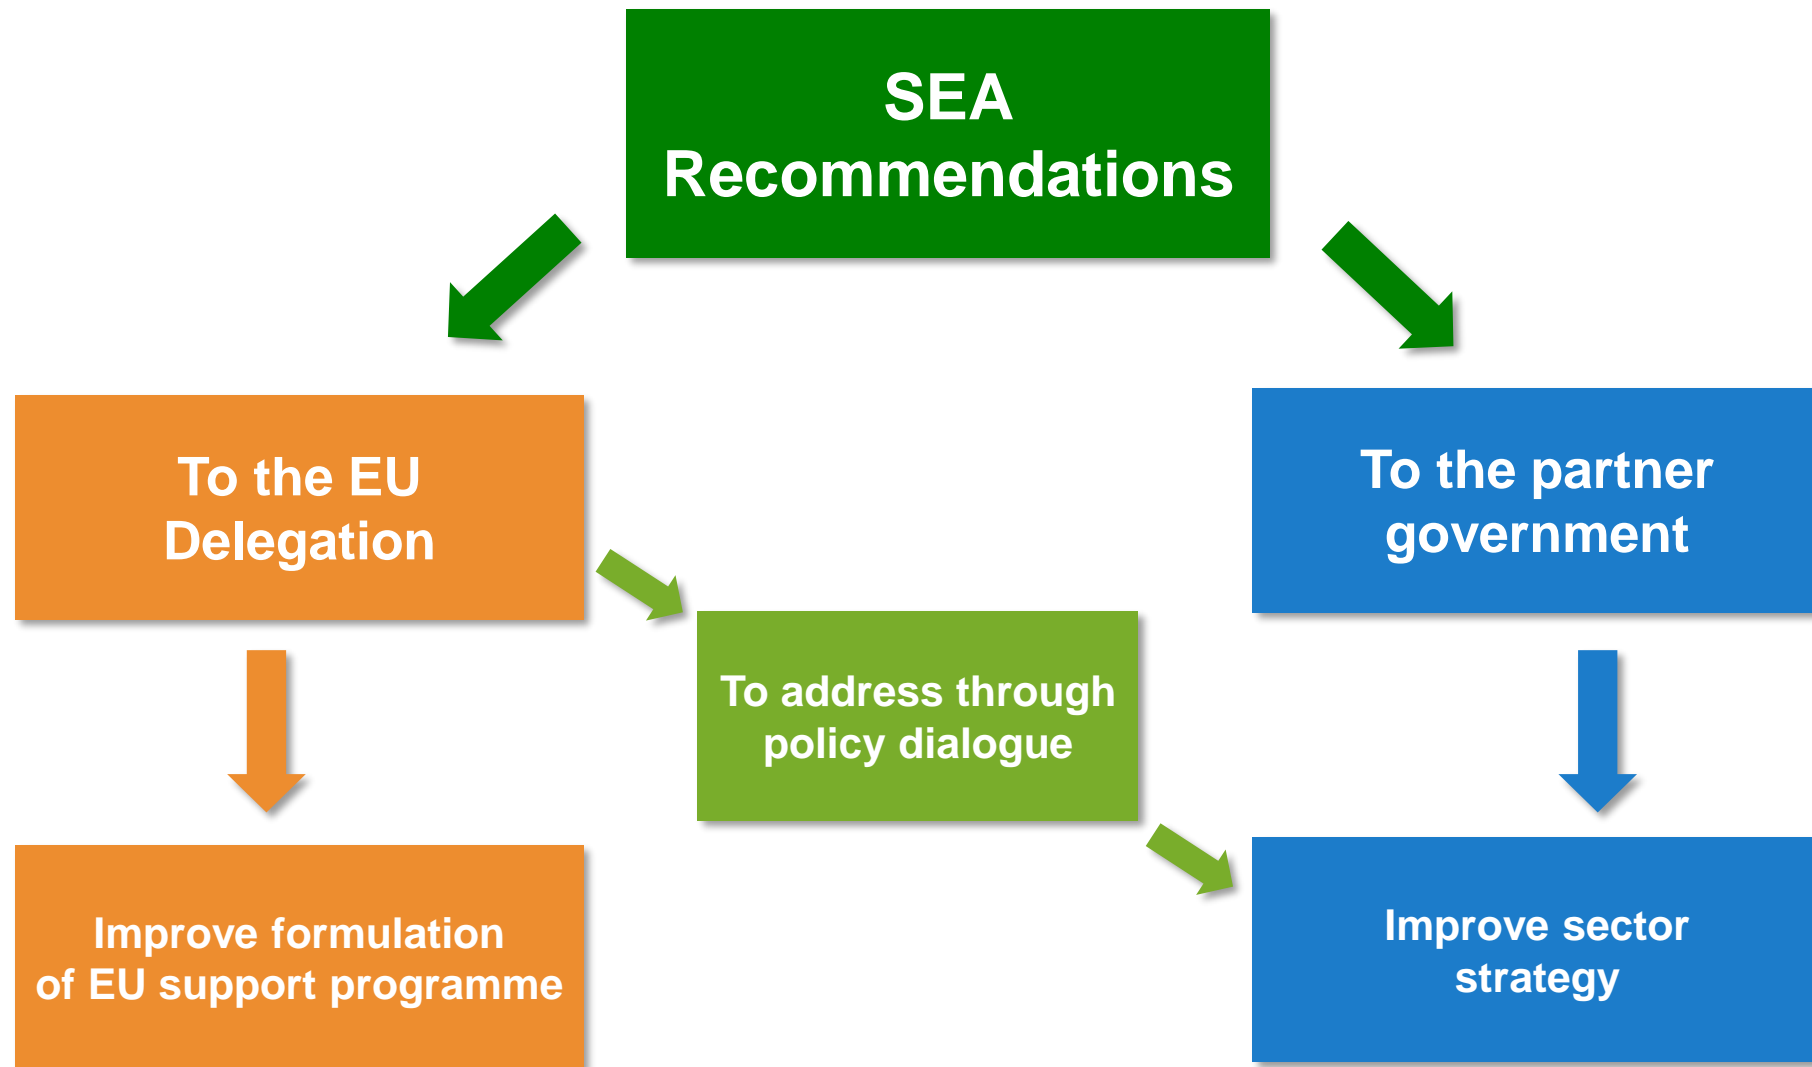 SEA
Recommendations
To the EU
Delegation
To the partner
government
To address through
policy dialogue
Improve formulation
of EU support programme
Improve sector
strategy